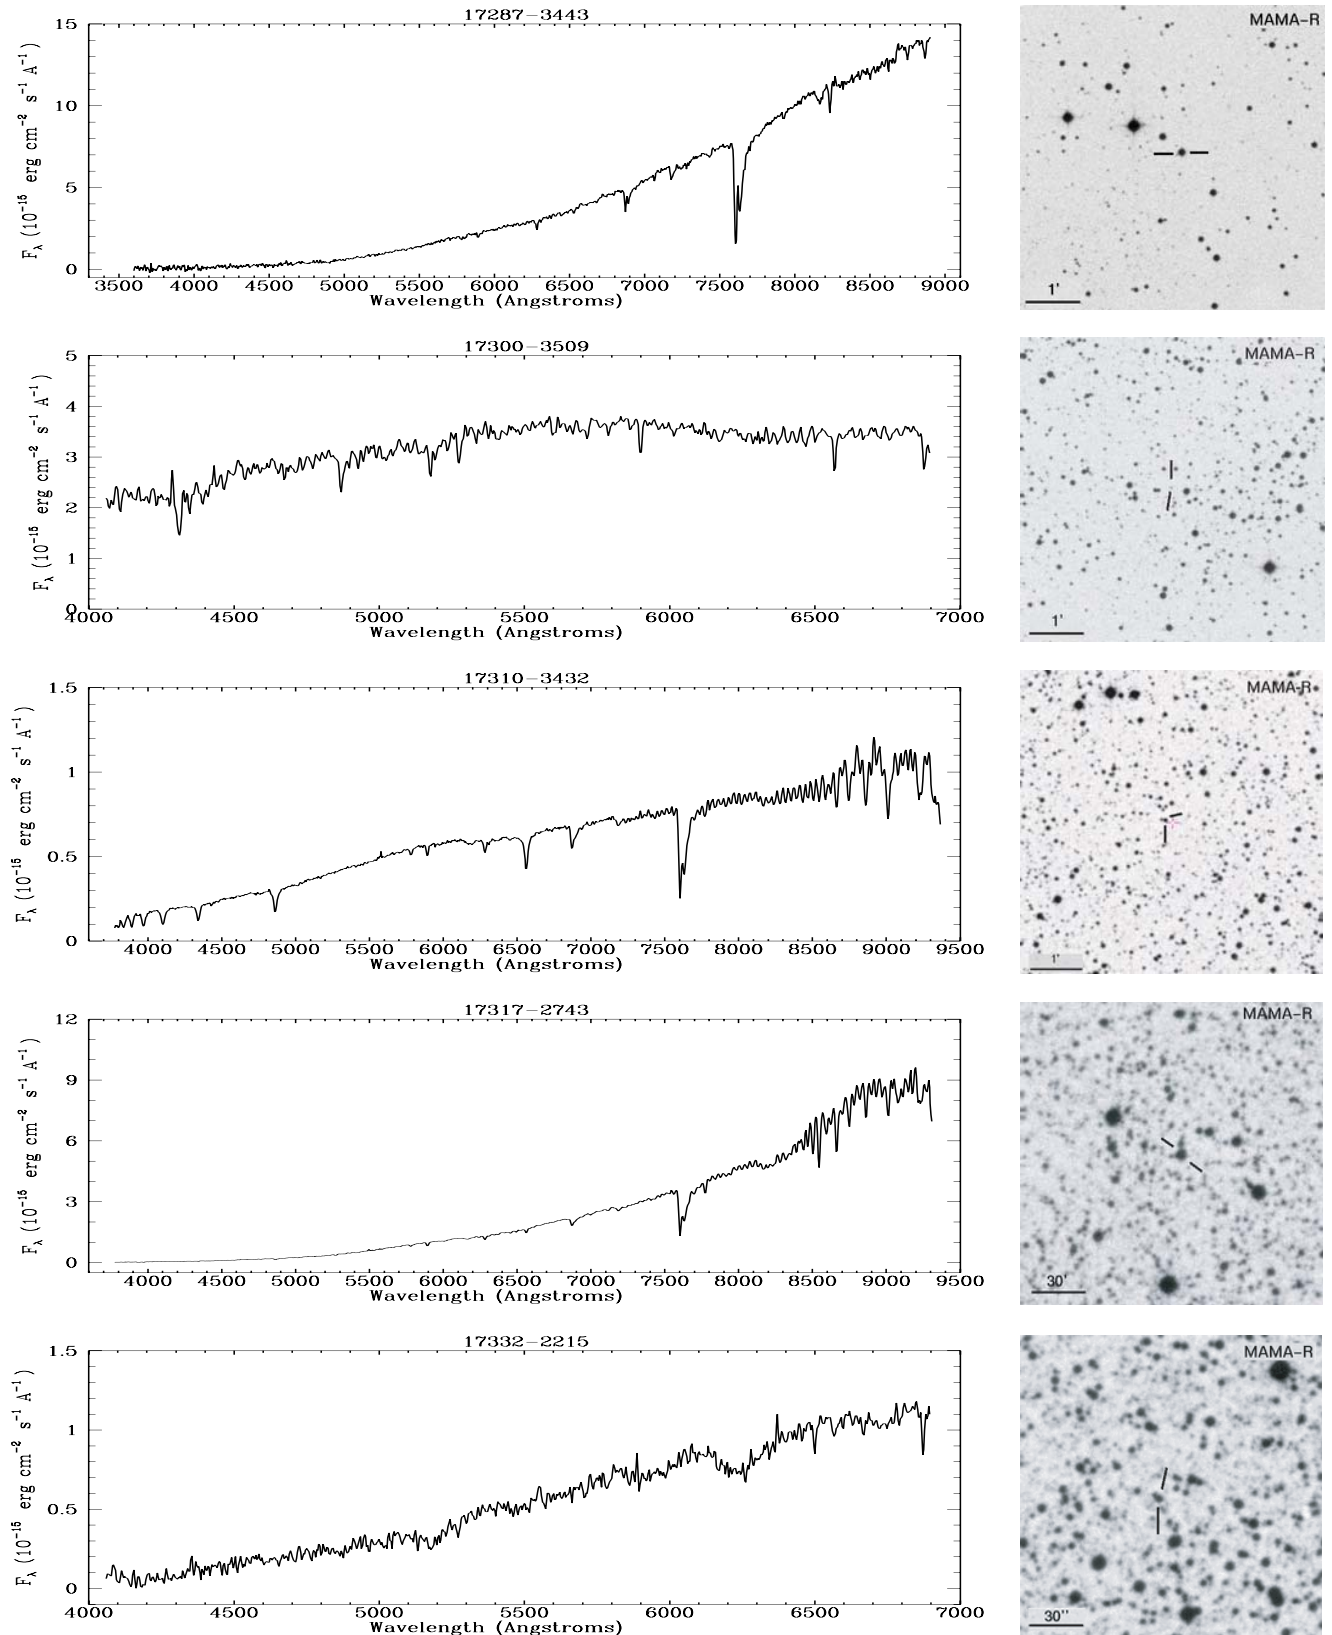 17287-3443
MAMA-R
15
10
5
0
F_λ (10⁻¹⁵ erg cm⁻² s⁻¹ A⁻¹)
3500 4000 4500 5000 5500 6000 6500 7000 7500 8000 8500 9000
Wavelength (Angstroms)
1'
17300-3509
MAMA-R
5
4
3
2
1
0
F_λ (10⁻¹⁵ erg cm⁻² s⁻¹ A⁻¹)
4000 4500 5000 5500 6000 6500 7000
Wavelength (Angstroms)
1'
17310-3432
MAMA-R
1.5
1
0.5
0
F_λ (10⁻¹⁵ erg cm⁻² s⁻¹ A⁻¹)
4000 4500 5000 5500 6000 6500 7000 7500 8000 8500 9000 9500
Wavelength (Angstroms)
1'
17317-2743
MAMA-R
12
9
6
3
0
F_λ (10⁻¹⁵ erg cm⁻² s⁻¹ A⁻¹)
4000 4500 5000 5500 6000 6500 7000 7500 8000 8500 9000 9500
Wavelength (Angstroms)
30'
17332-2215
MAMA-R
1.5
1
0.5
0
F_λ (10⁻¹⁵ erg cm⁻² s⁻¹ A⁻¹)
4000 4500 5000 5500 6000 6500 7000
Wavelength (Angstroms)
30''